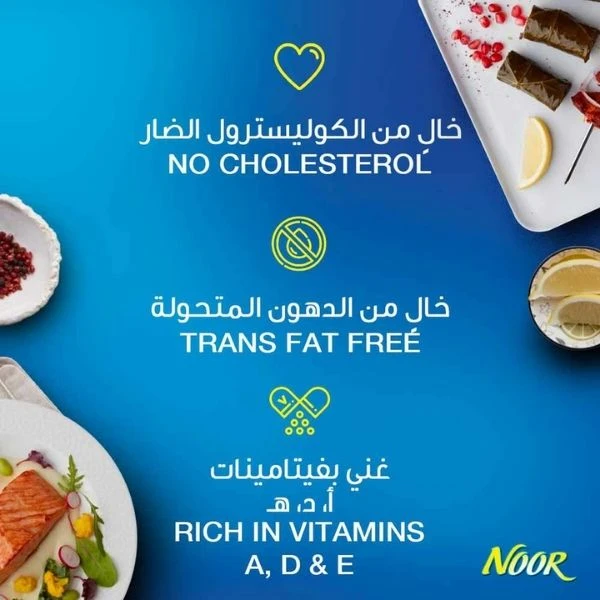 خالٍ من الكوليسترول الضار
NO CHOLESTEROL
خالٍ من الدهون المتحولة
TRANS FAT FREE
غني بفيتامينات
أ، د، هـ
RICH IN VITAMINS
A, D & E
NOOR